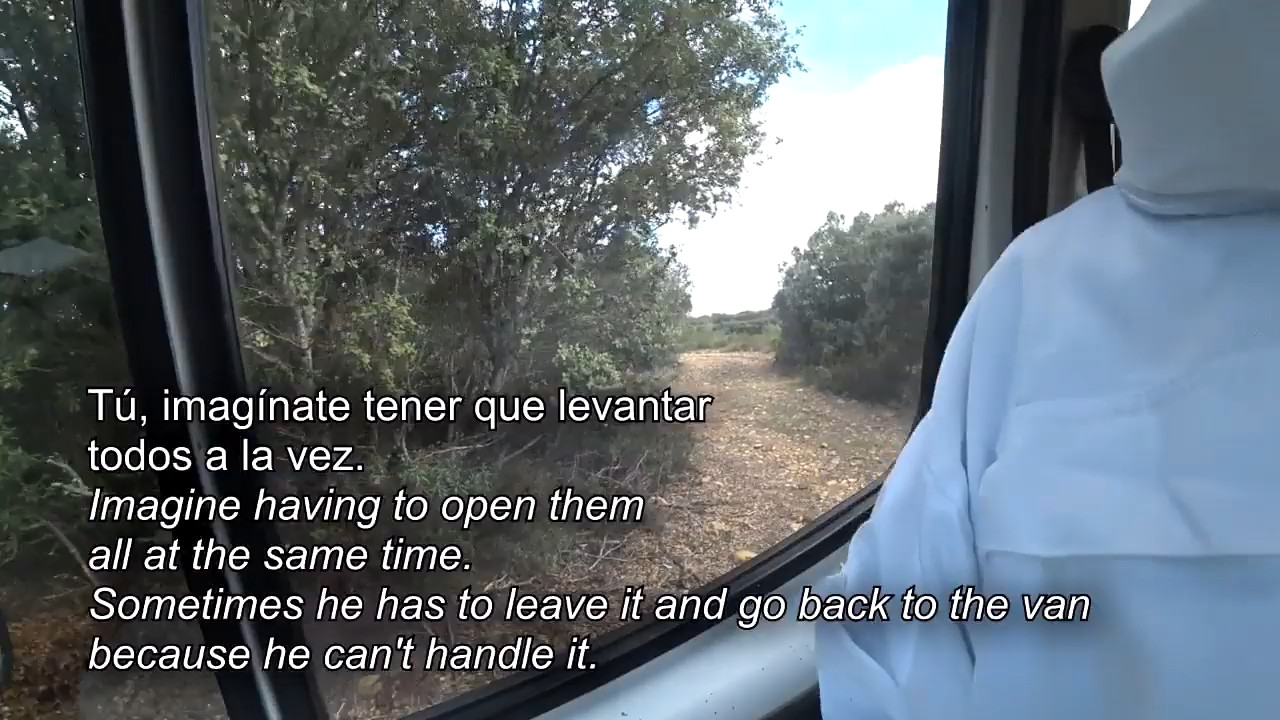 Tú, imagínate tener que levantar
todos a la vez.
Imagine having to open them
all at the same time.
Sometimes he has to leave it and go back to the van
because he can't handle it.